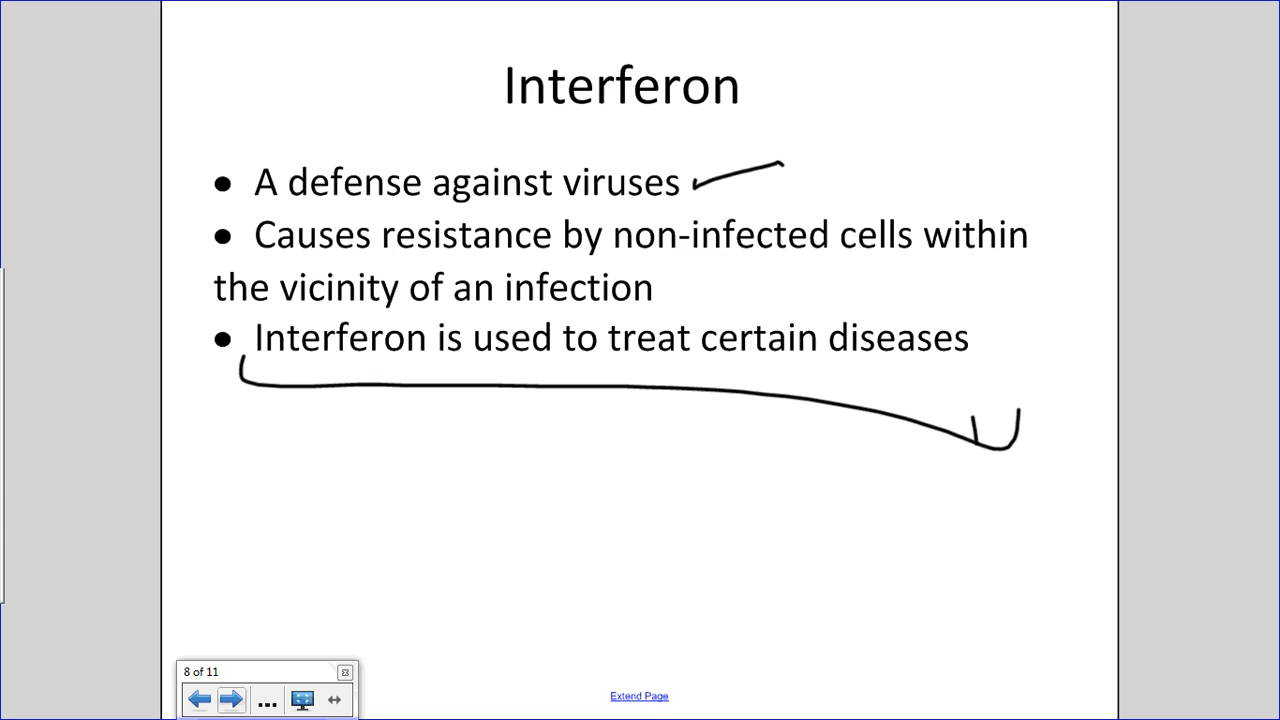 Interferon
• A defense against viruses
• Causes resistance by non-infected cells within
the vicinity of an infection
• Interferon is used to treat certain diseases
8 of 11
...
Extend Page